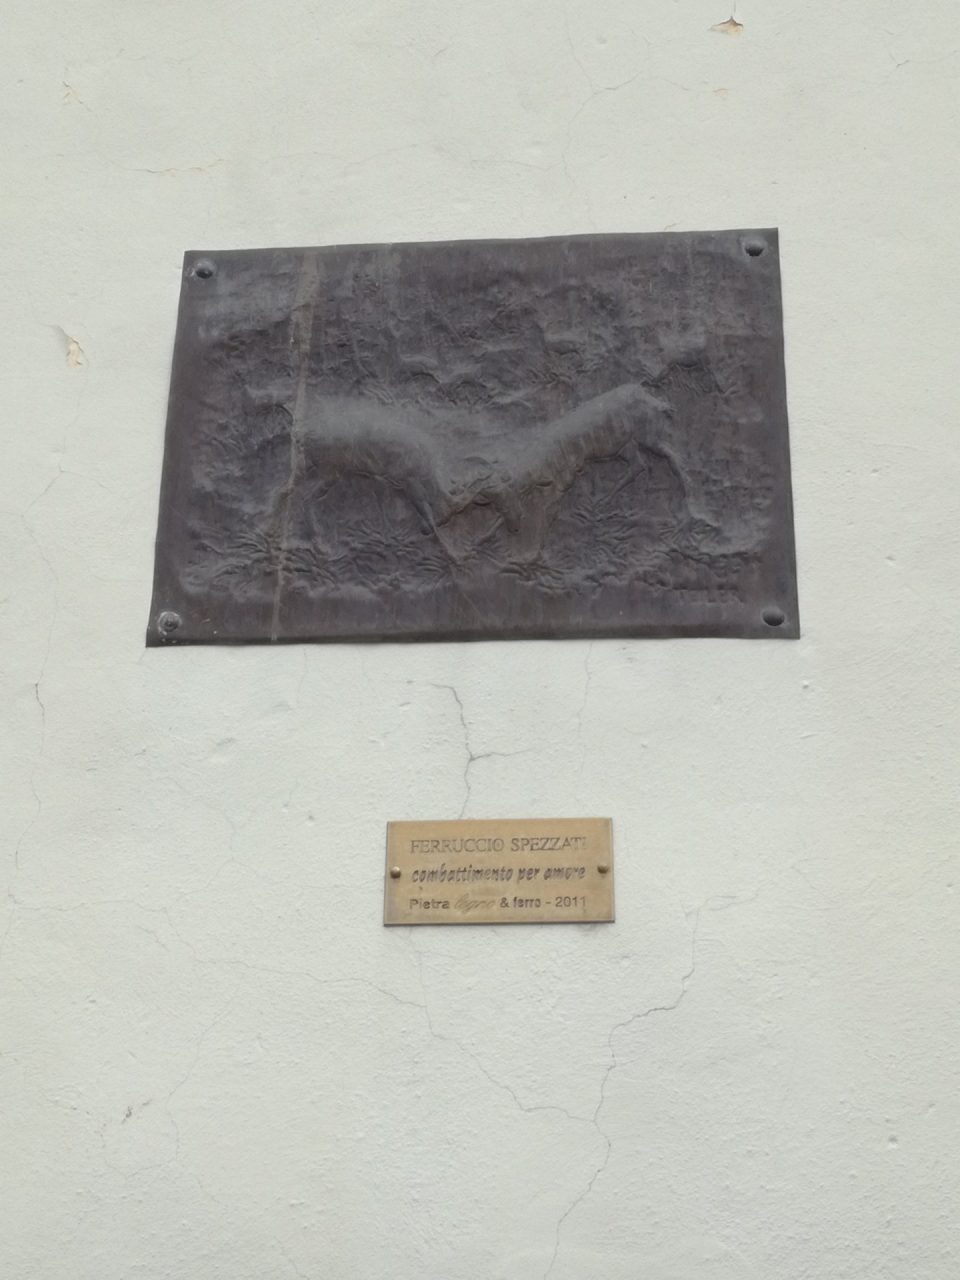 FERRUCCIO SPEZZATI
combattimento per amore
Pietra legno & ferro - 2011